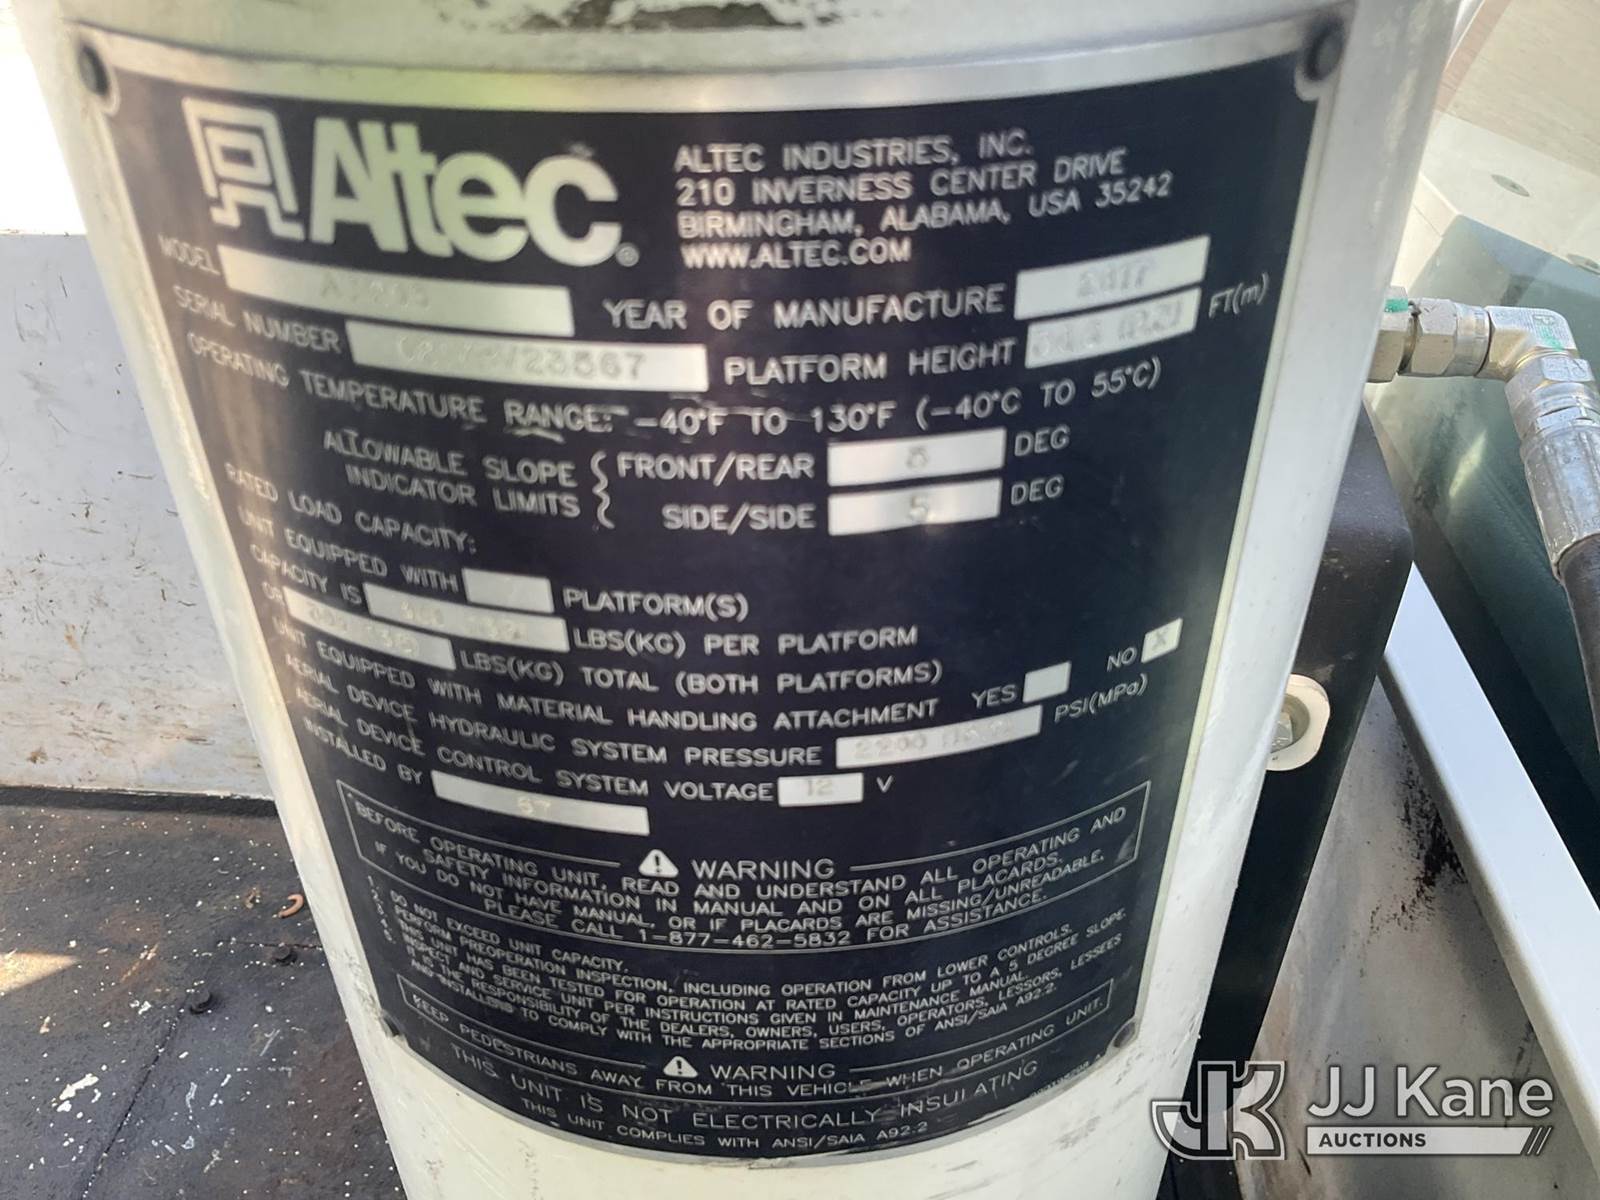 Altec®
ALTEC INDUSTRIES, INC.
210 INVERNESS CENTER DRIVE
BIRMINGHAM, ALABAMA, USA 35242
WWW.ALTEC.COM
MODEL YEAR OF MANUFACTURE 2017
SERIAL NUMBER PLATFORM HEIGHT FT(m)
OPERATING TEMPERATURE RANGE: -40°F TO 130°F (-40°C TO 55°C)
ALLOWABLE SLOPE INDICATOR LIMITS { FRONT/REAR DEG
SIDE/SIDE 5 DEG
RATED LOAD CAPACITY:
UNIT EQUIPPED WITH PLATFORM(S)
CAPACITY IS LBS(KG) PER PLATFORM
OR LBS(KG) TOTAL (BOTH PLATFORMS)
UNIT EQUIPPED WITH MATERIAL HANDLING ATTACHMENT YES NO X
AERIAL DEVICE HYDRAULIC SYSTEM PRESSURE 2200 PSI(MPa)
AERIAL DEVICE CONTROL SYSTEM VOLTAGE 12 V
INSTALLED BY
WARNING
BEFORE OPERATING UNIT, READ AND UNDERSTAND ALL OPERATING AND
SAFETY INFORMATION IN MANUAL AND ON ALL PLACARDS.
IF YOU DO NOT HAVE MANUAL, OR IF PLACARDS ARE MISSING/UNREADABLE,
PLEASE CALL 1-877-462-5832 FOR ASSISTANCE.
1. DO NOT EXCEED UNIT CAPACITY.
2. PERFORM PREOPERATION INSPECTION, INCLUDING OPERATION FROM LOWER CONTROLS.
3. THIS UNIT HAS BEEN TESTED FOR OPERATION AT RATED CAPACITY UP TO A 5 DEGREE SLOPE.
4. INSPECT AND SERVICE UNIT PER INSTRUCTIONS GIVEN IN MAINTENANCE MANUAL.
5. IT IS THE RESPONSIBILITY OF THE DEALERS, OWNERS, USERS, OPERATORS, LESSORS, LESSEES
AND INSTALLERS TO COMPLY WITH THE APPROPRIATE SECTIONS OF ANSI/SAIA A92.2.
WARNING
KEEP PEDESTRIANS AWAY FROM THIS VEHICLE WHEN OPERATING UNIT.
THIS UNIT IS NOT ELECTRICALLY INSULATING
THIS UNIT COMPLIES WITH ANSI/SAIA A92.2
JK JJ Kane
AUCTIONS